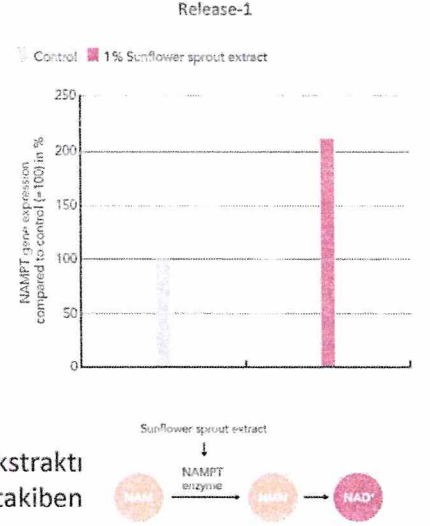 Release-1
Control 1% Sunflower sprout extract
NAMPT gene expression
compared to control (=100) in %
250
200
150
100
50
0
Sunflower sprout extract
kstraktı
takiben
NAMPT
enzyme
NAM
NMN
NAD+